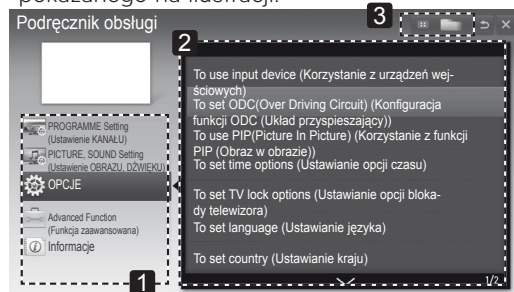 pokazanego na ilustracji.
Podręcznik obsługi
3
2
To use input device (Korzystanie z urządzeń wej-
ściowych)
To set ODC(Over Driving Circuit) (Konfiguracja
funkcji ODC (Układ przyspieszający))
To use PIP(Picture In Picture) (Korzystanie z funkcji
PIP (Obraz w obrazie))
To set time options (Ustawianie opcji czasu)
To set TV lock options (Ustawianie opcji bloka-
dy telewizora)
To set language (Ustawianie języka)
To set country (Ustawianie kraju)
1/2
PROGRAMME Setting
(Ustawienie KANAŁU)
PICTURE, SOUND Setting
(Ustawienie OBRAZU, DŹWIĘKU)
OPCJE
Advanced Function
(Funkcja zaawansowana)
Informacje
1